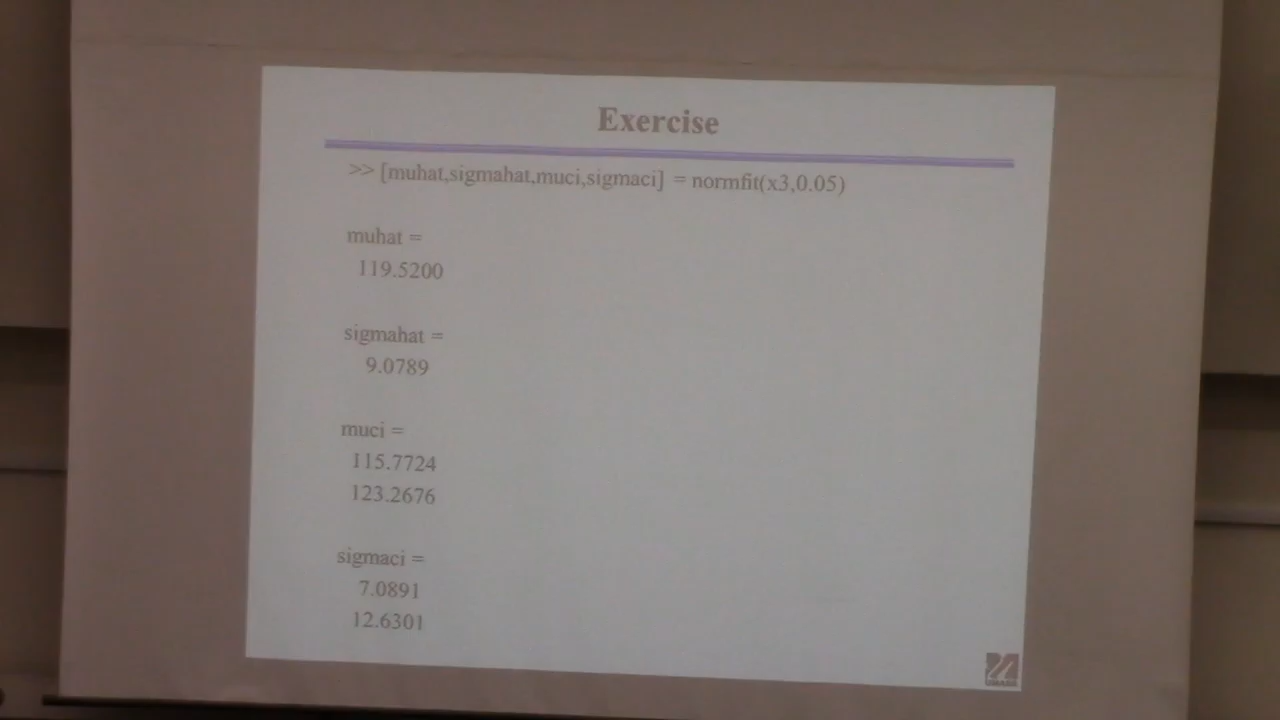 Exercise
>> [muhat,sigmahat,muci,sigmaci] = normfit(x3,0.05)
muhat =
119.5200
sigmahat =
9.0789
muci =
115.7724
123.2676
sigmaci =
7.0891
12.6301